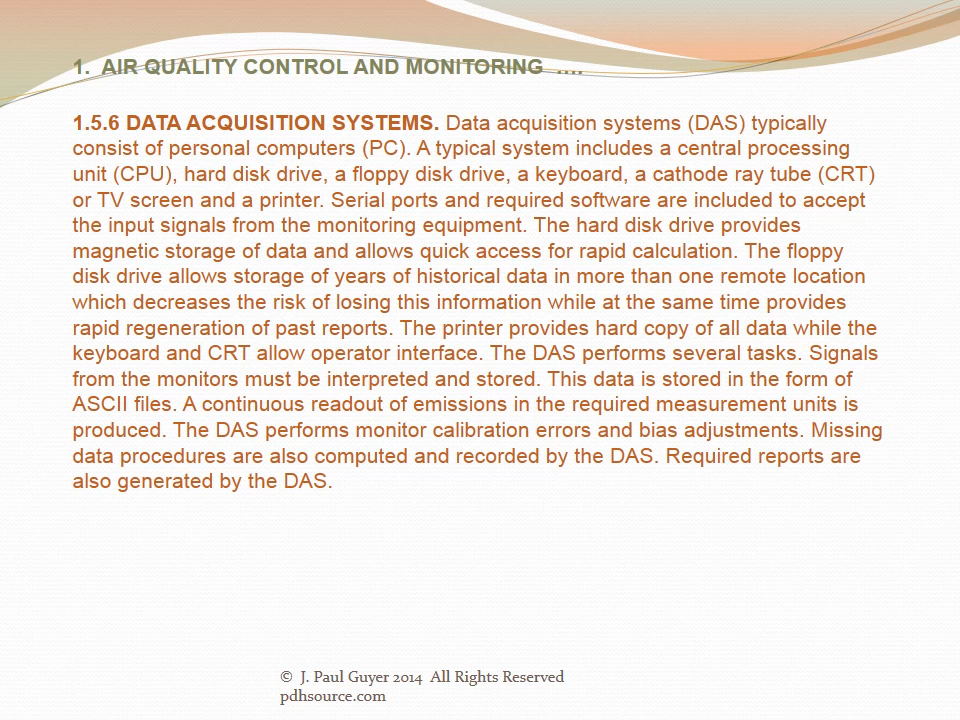 1. AIR QUALITY CONTROL AND MONITORING ....
1.5.6 DATA ACQUISITION SYSTEMS. Data acquisition systems (DAS) typically
consist of personal computers (PC). A typical system includes a central processing
unit (CPU), hard disk drive, a floppy disk drive, a keyboard, a cathode ray tube (CRT)
or TV screen and a printer. Serial ports and required software are included to accept
the input signals from the monitoring equipment. The hard disk drive provides
magnetic storage of data and allows quick access for rapid calculation. The floppy
disk drive allows storage of years of historical data in more than one remote location
which decreases the risk of losing this information while at the same time provides
rapid regeneration of past reports. The printer provides hard copy of all data while the
keyboard and CRT allow operator interface. The DAS performs several tasks. Signals
from the monitors must be interpreted and stored. This data is stored in the form of
ASCII files. A continuous readout of emissions in the required measurement units is
produced. The DAS performs monitor calibration errors and bias adjustments. Missing
data procedures are also computed and recorded by the DAS. Required reports are
also generated by the DAS.
© J. Paul Guyer 2014 All Rights Reserved
pdhsource.com